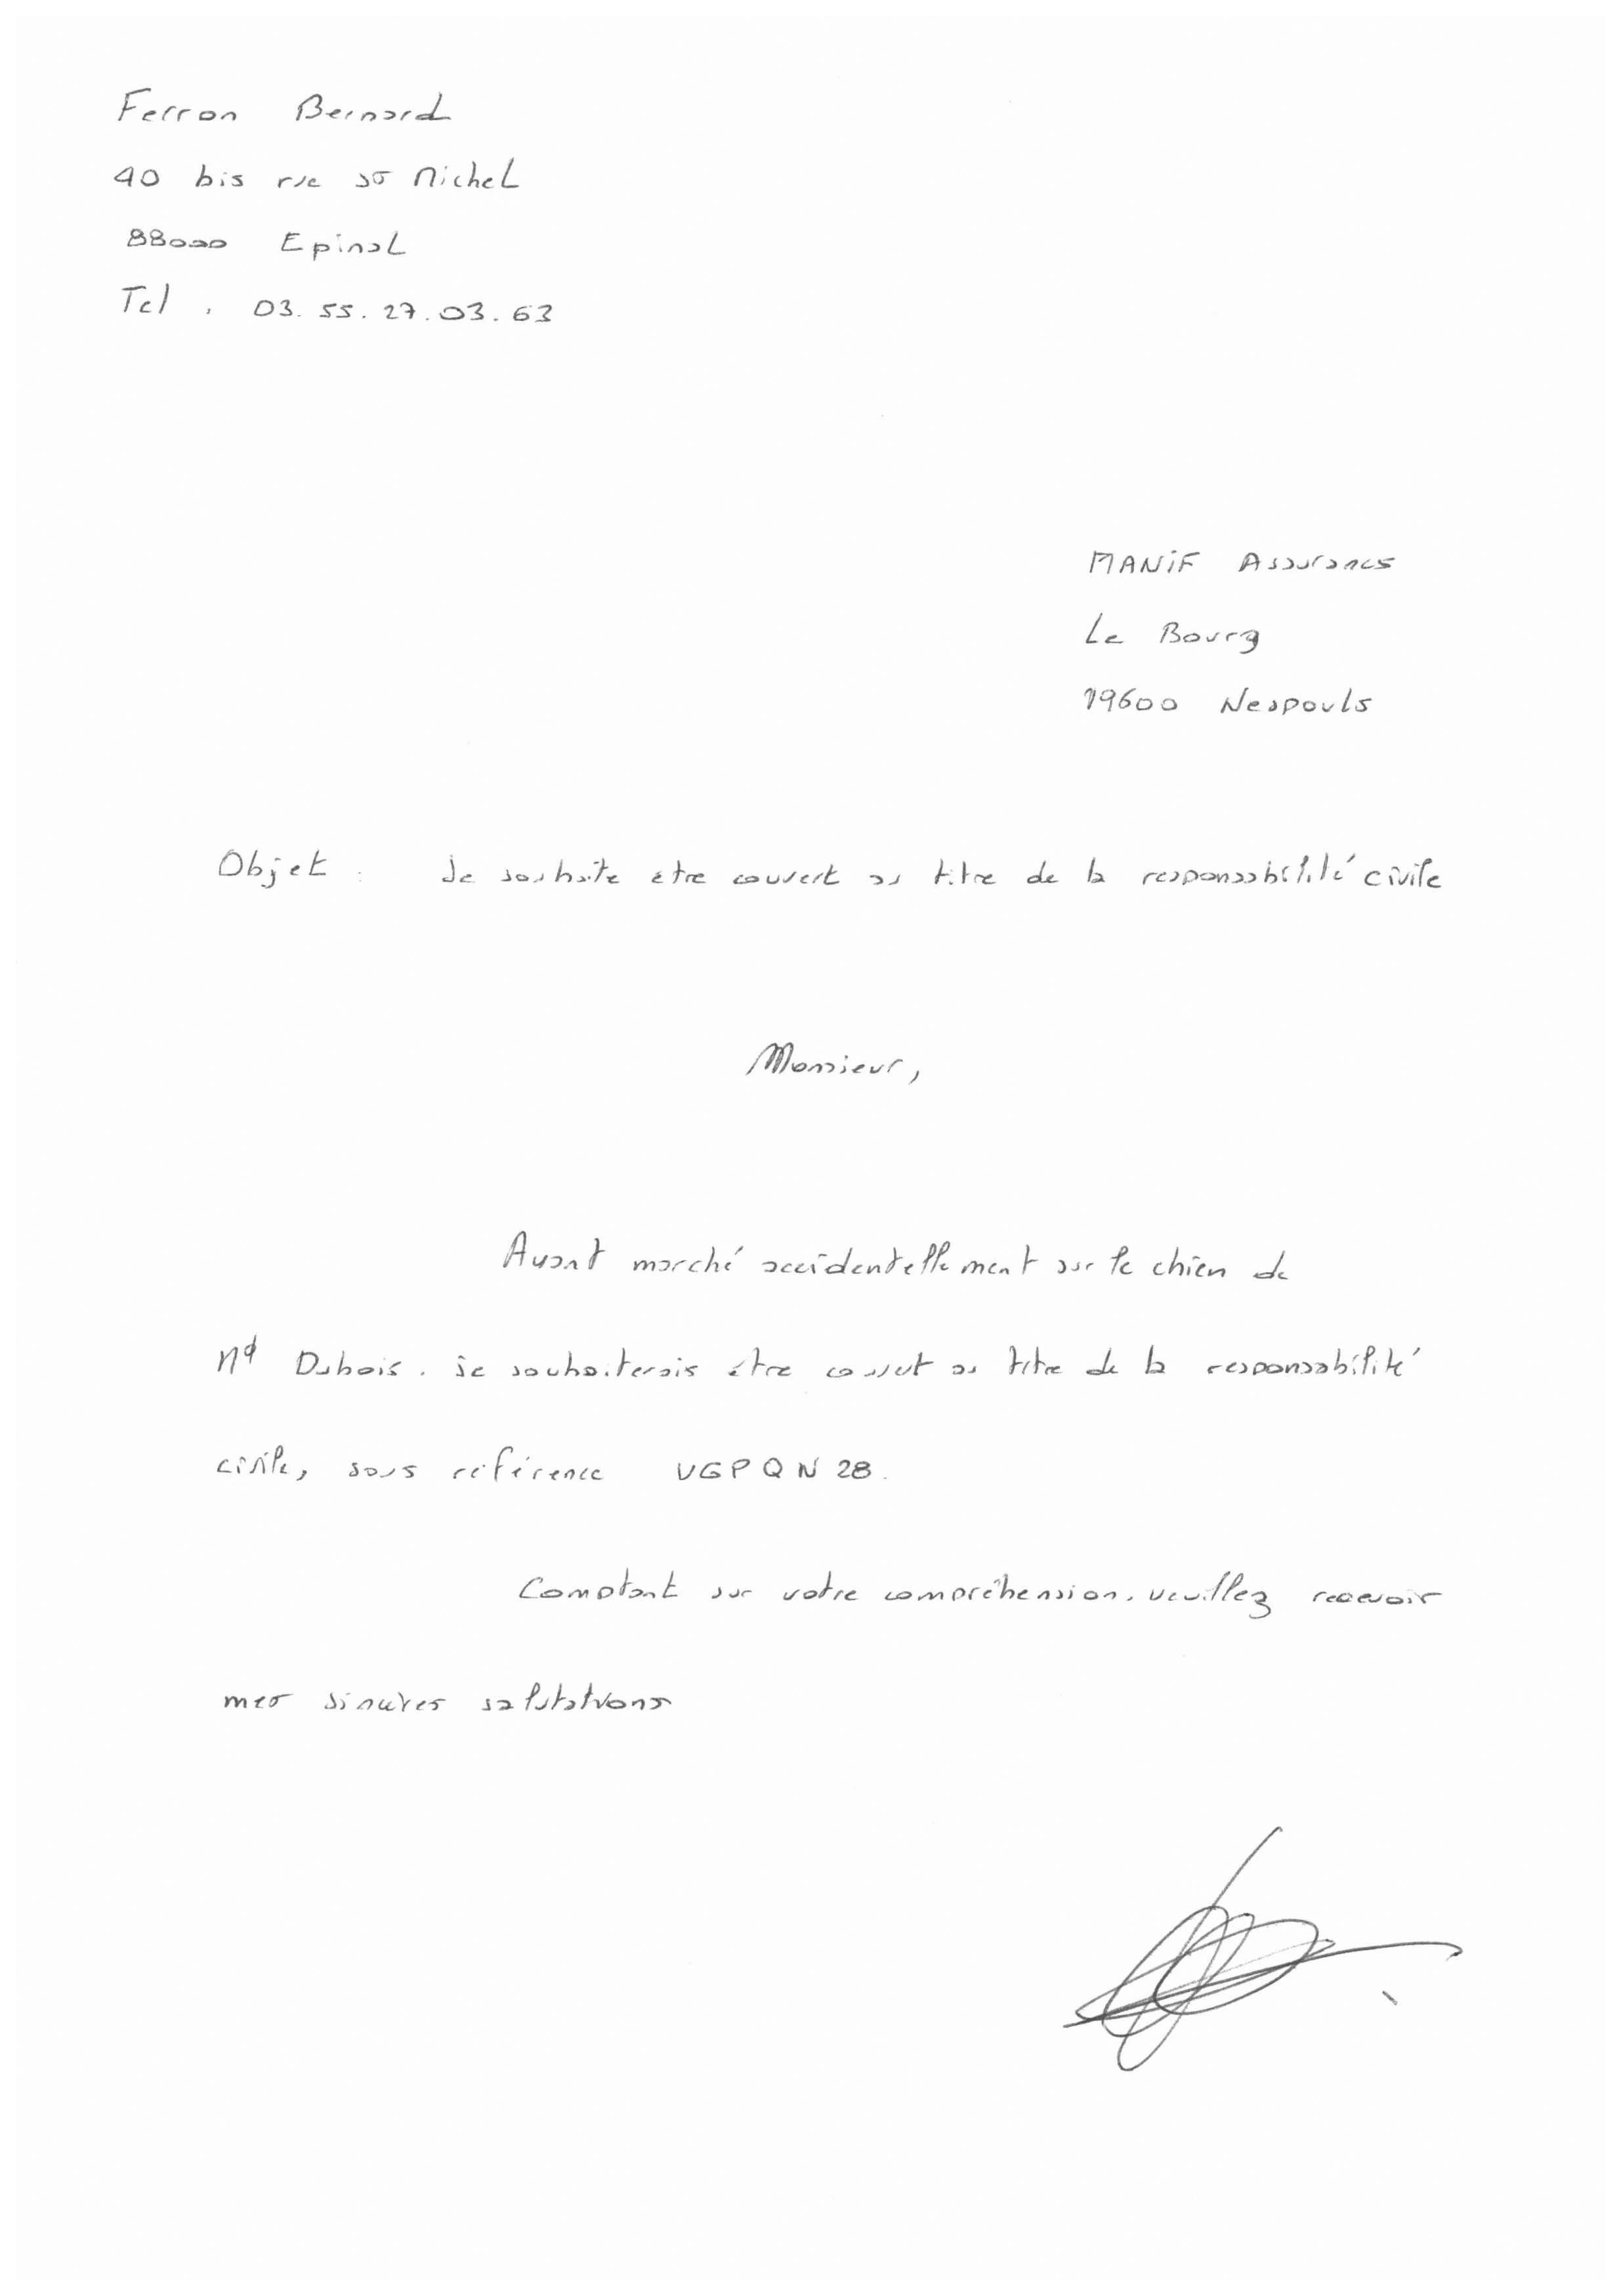 Ferron Bernard
40 bis rue st Michel
88000 Epinal
Tel : 03.55.27.03.63
MANiF Assurances
Le Bourg
19600 Nespouls
Objet : Je souhaite etre couvert au titre de la responsabilité civile
Monsieur,
Ayant marché accidentellement sur le chien de
Md Dubois. je souhaiterais être couvert au titre de la responsabilité
civile, sous référence VGPQN28.
Comptant sur votre compréhension, veuillez recevoir
mes sincères salutations